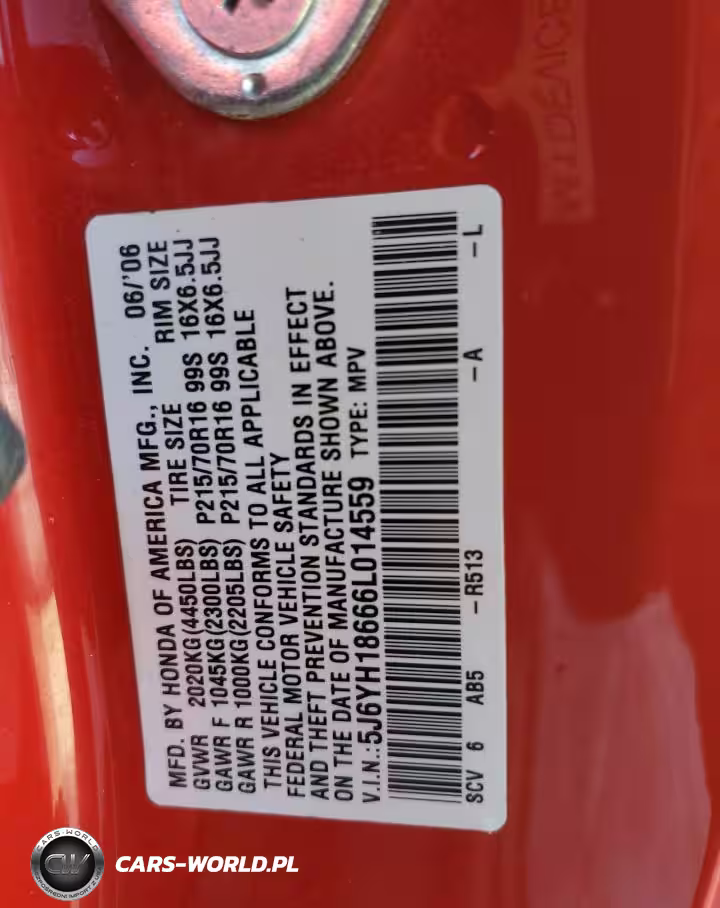 MFD. BY HONDA OF AMERICA MFG., INC. 06/'06
GVWR 2020KG(4450LBS) TIRE SIZE RIM SIZE
GAWR F 1045KG(2300LBS) P215/70R16 99S 16X6.5JJ
GAWR R 1000KG(2205LBS) P215/70R16 99S 16X6.5JJ
THIS VEHICLE CONFORMS TO ALL APPLICABLE
FEDERAL MOTOR VEHICLE SAFETY
AND THEFT PREVENTION STANDARDS IN EFFECT
ON THE DATE OF MANUFACTURE SHOWN ABOVE.
V.I.N.:5J6YH18666L014559 TYPE: MPV
SCV 6 AB5 -R513 -A -L
CARS-WORLD
CW
CARS-WORLD.PL